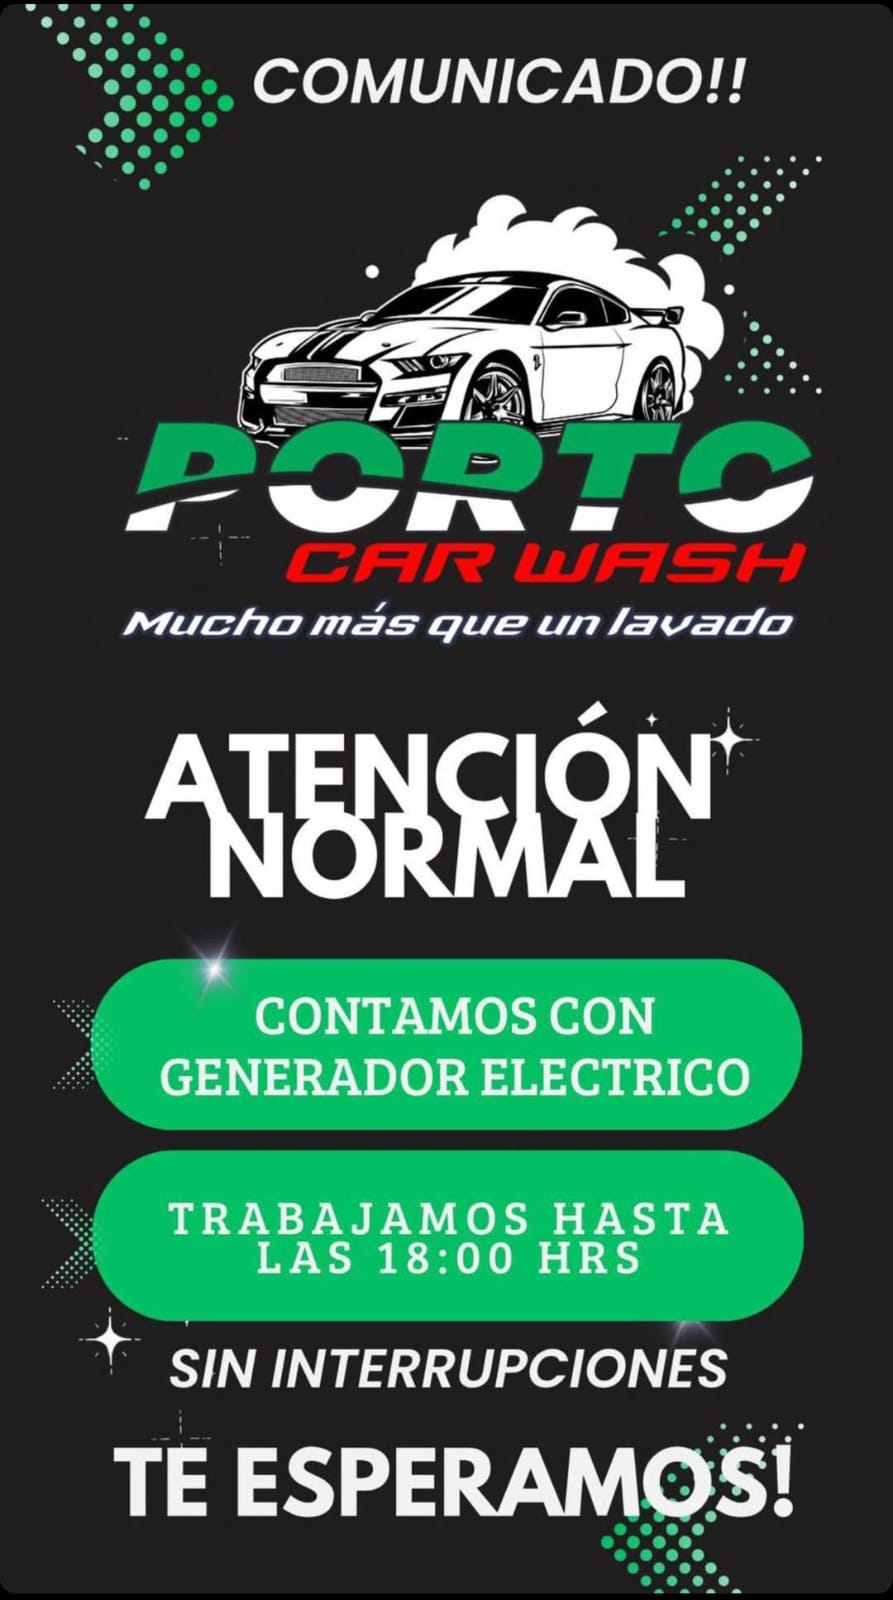 COMUNICADO!!
PORTO
CAR WASH
Mucho más que un lavado
ATENCIÓN
NORMAL
CONTAMOS CON
GENERADOR ELECTRICO
TRABAJAMOS HASTA
LAS 18:00 HRS
SIN INTERRUPCIONES
TE ESPERAMOS!